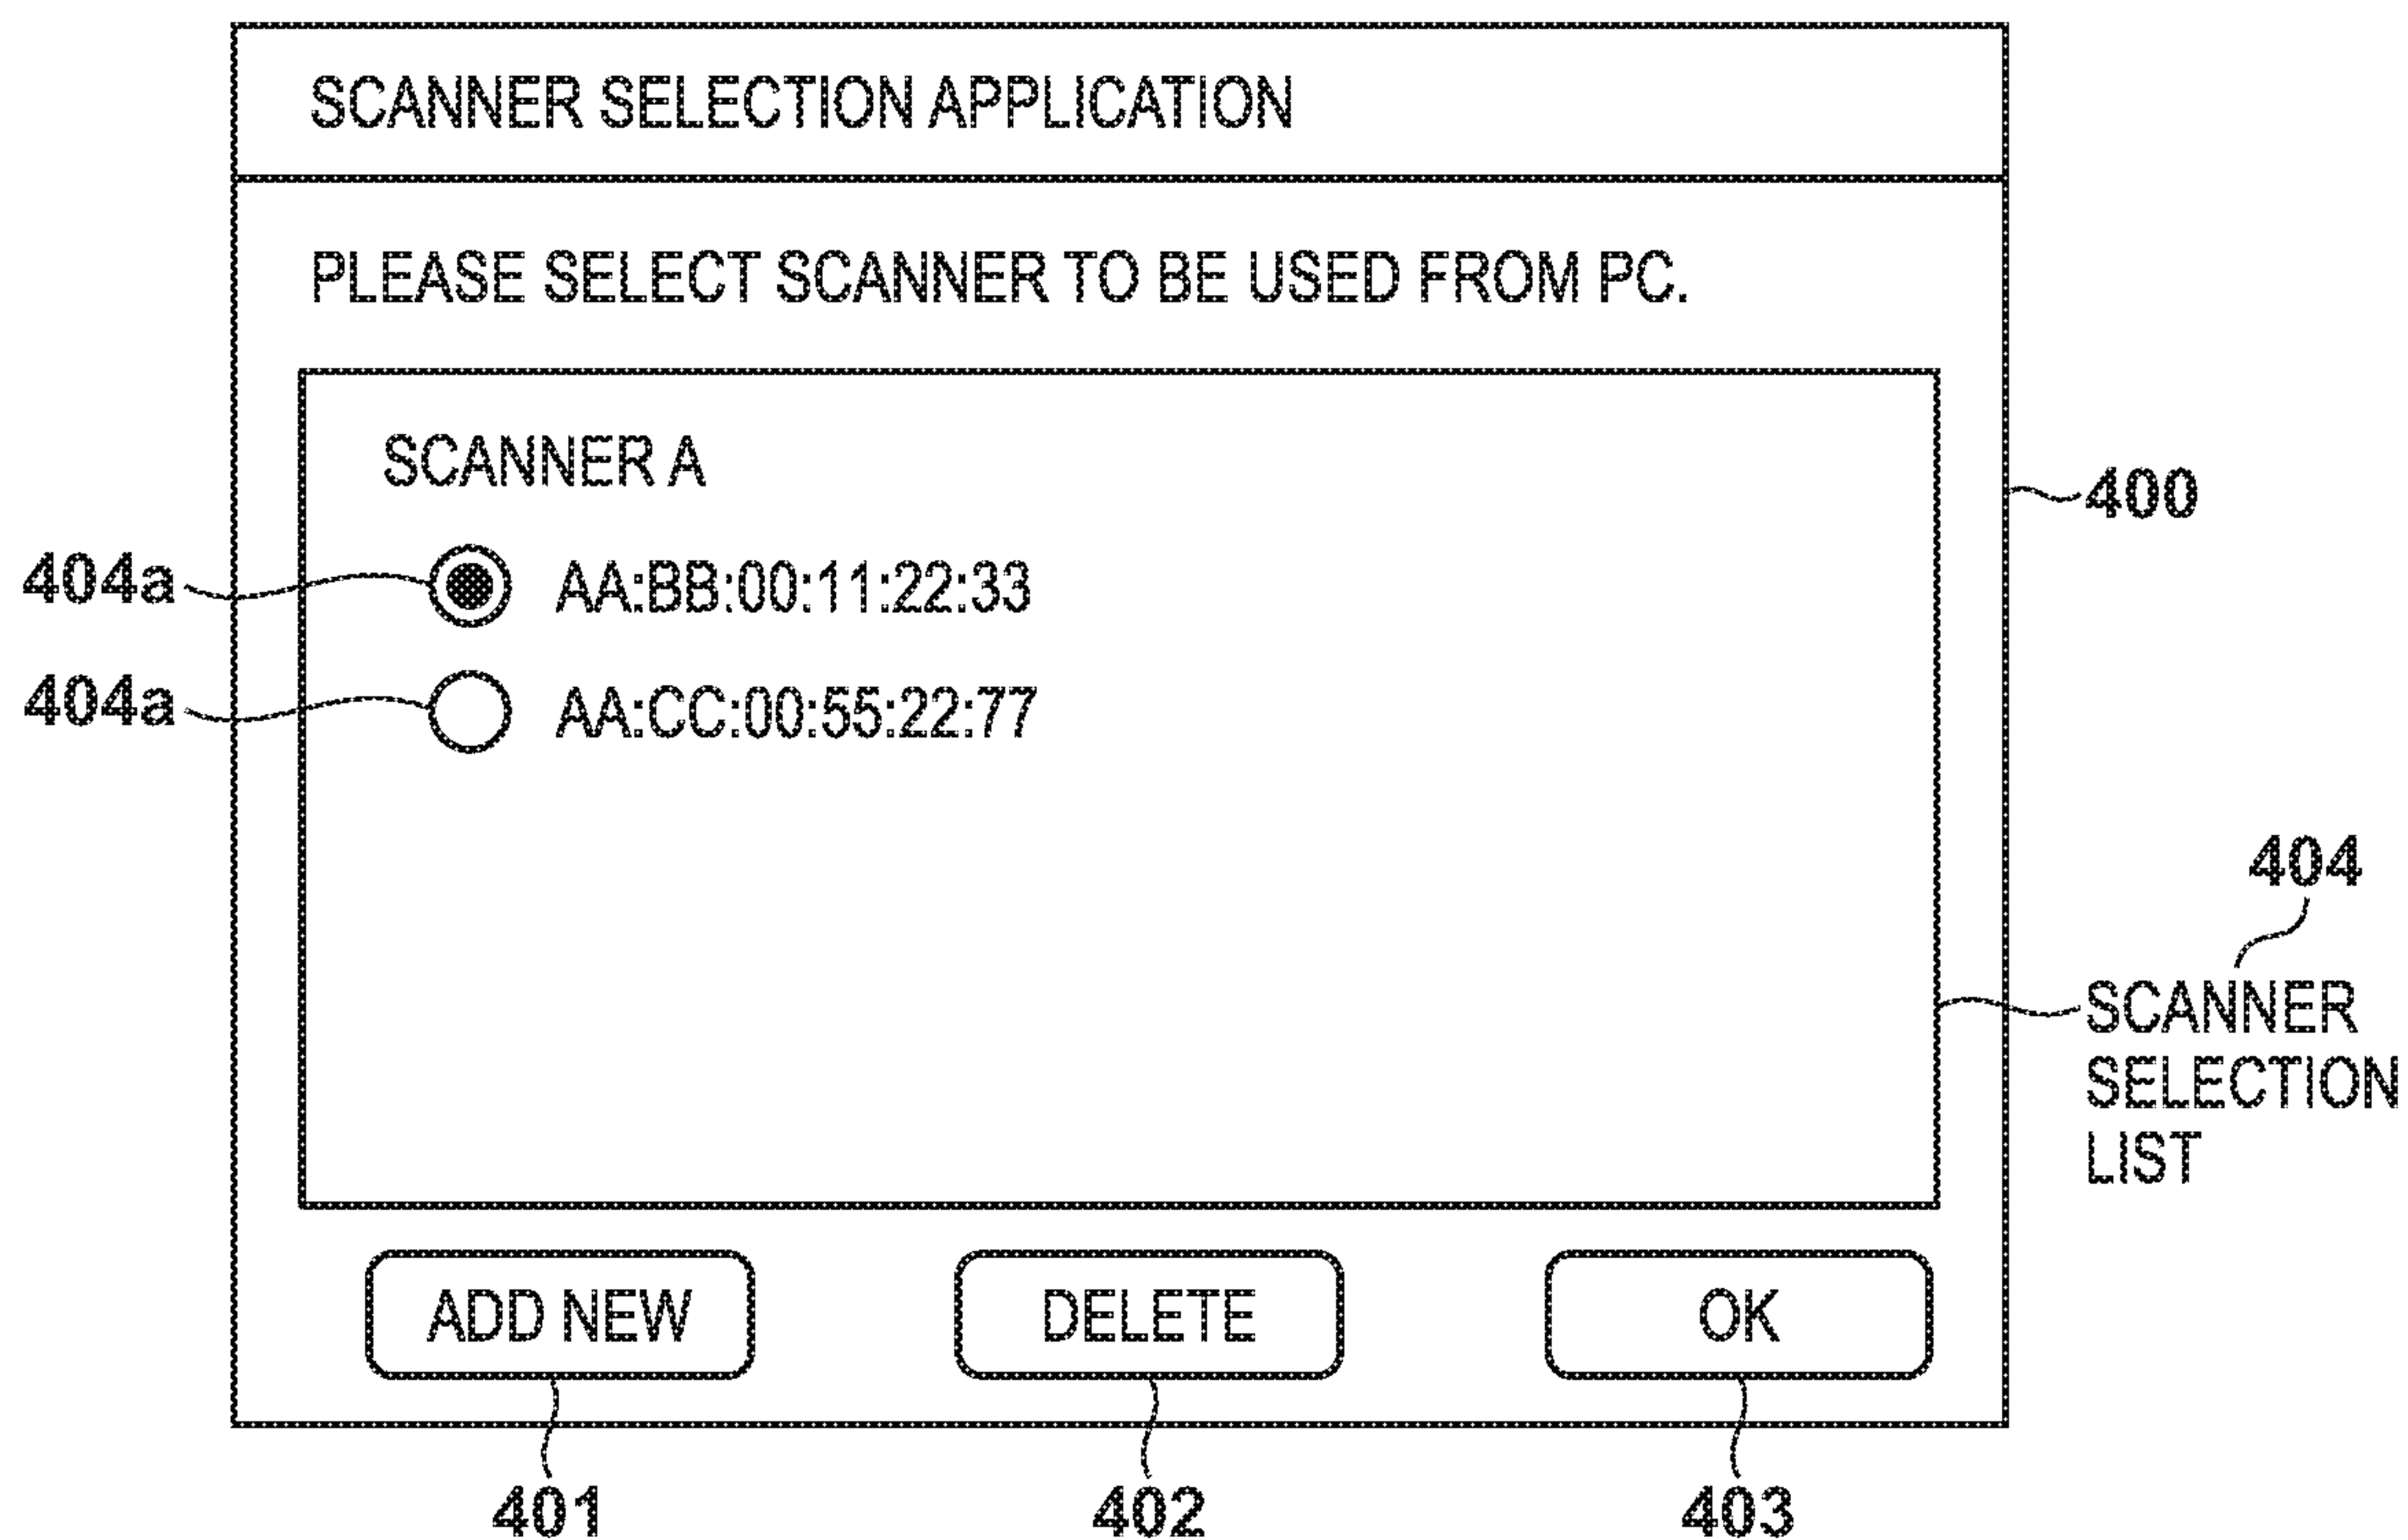 SCANNER SELECTION APPLICATION
PLEASE SELECT SCANNER TO BE USED FROM PC.
SCANNER A
400
404a AA:BB:00:11:22:33
404a AA:CC:00:55:22:77
404
SCANNER
SELECTION
LIST
ADD NEW DELETE OK
401 402 403